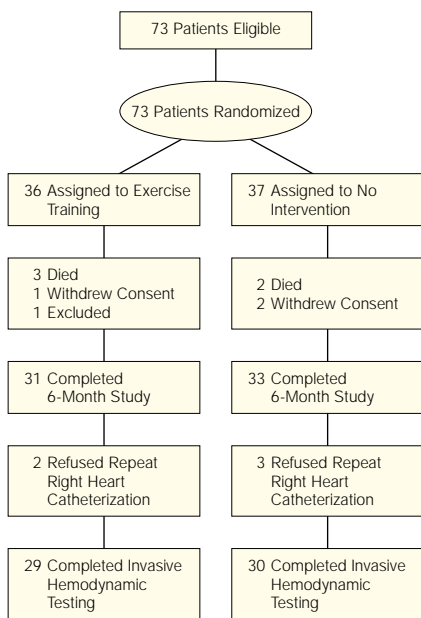 73 Patients Eligible
73 Patients Randomized
36 Assigned to Exercise
Training
37 Assigned to No
Intervention
3 Died
1 Withdrew Consent
1 Excluded
2 Died
2 Withdrew Consent
31 Completed
6-Month Study
33 Completed
6-Month Study
2 Refused Repeat
Right Heart
Catheterization
3 Refused Repeat
Right Heart
Catheterization
29 Completed Invasive
Hemodynamic
Testing
30 Completed Invasive
Hemodynamic
Testing